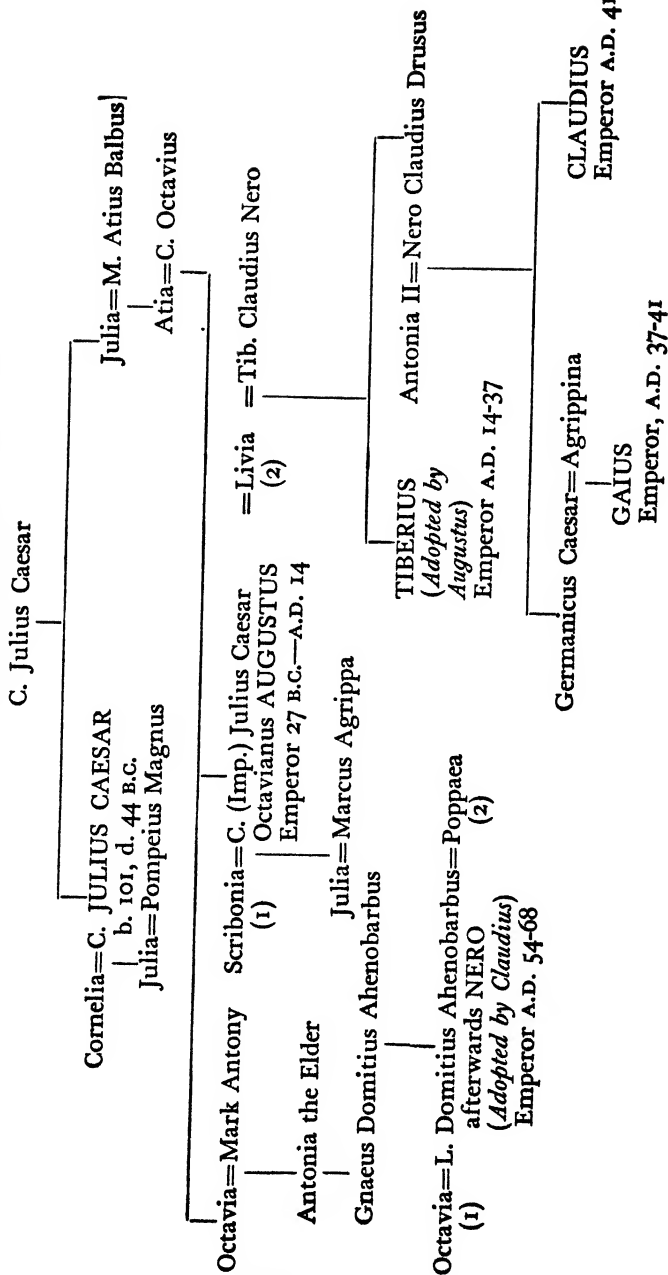 C. Julius Caesar
Cornelia=C. JULIUS CAESAR
b. 101, d. 44 B.C.
Julia=Pompeius Magnus
Julia=M. Atius Balbus]
Atia=C. Octavius
Octavia=Mark Antony
Antonia the Elder
Gnaeus Domitius Ahenobarbus
Scribonia=C. (Imp.) Julius Caesar
(1)
Octavianus AUGUSTUS
Emperor 27 B.C.—A.D. 14
Julia=Marcus Agrippa
=Livia =Tib. Claudius Nero
(2)
Octavia=L. Domitius Ahenobarbus=Poppaea
(1)
(2)
afterwards NERO
(Adopted by Claudius)
Emperor A.D. 54-68
TIBERIUS
(Adopted by
Augustus)
Emperor A.D. 14-37
Antonia II=Nero Claudius Drusus
Germanicus Caesar=Agrippina
GAIUS
Emperor, A.D. 37-41
CLAUDIUS
Emperor A.D. 41